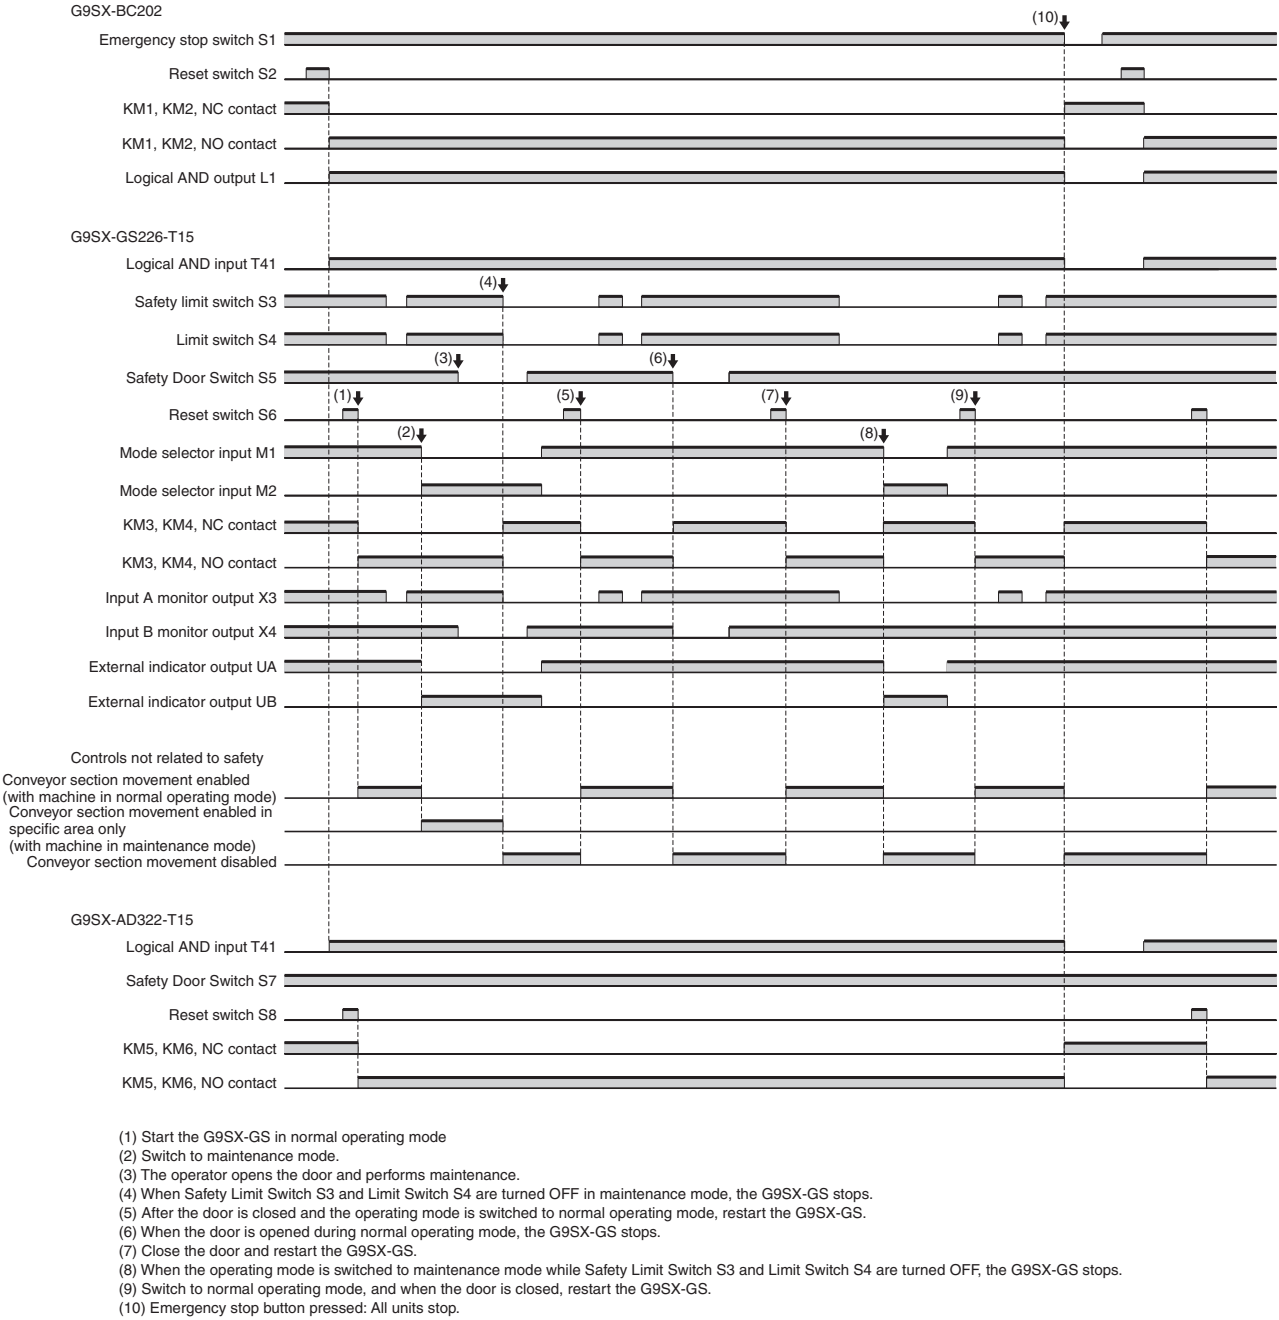 G9SX-BC202
(10)
Emergency stop switch S1
Reset switch S2
KM1, KM2, NC contact
KM1, KM2, NO contact
Logical AND output L1
G9SX-GS226-T15
Logical AND input T41
(4)
Safety limit switch S3
Limit switch S4
(3)
(6)
Safety Door Switch S5
(1)
(5)
(7)
(9)
Reset switch S6
(2)
(8)
Mode selector input M1
Mode selector input M2
KM3, KM4, NC contact
KM3, KM4, NO contact
Input A monitor output X3
Input B monitor output X4
External indicator output UA
External indicator output UB
Controls not related to safety
Conveyor section movement enabled
(with machine in normal operating mode)
Conveyor section movement enabled in
specific area only
(with machine in maintenance mode)
Conveyor section movement disabled
G9SX-AD322-T15
Logical AND input T41
Safety Door Switch S7
Reset switch S8
KM5, KM6, NC contact
KM5, KM6, NO contact
(1) Start the G9SX-GS in normal operating mode
(2) Switch to maintenance mode.
(3) The operator opens the door and performs maintenance.
(4) When Safety Limit Switch S3 and Limit Switch S4 are turned OFF in maintenance mode, the G9SX-GS stops.
(5) After the door is closed and the operating mode is switched to normal operating mode, restart the G9SX-GS.
(6) When the door is opened during normal operating mode, the G9SX-GS stops.
(7) Close the door and restart the G9SX-GS.
(8) When the operating mode is switched to maintenance mode while Safety Limit Switch S3 and Limit Switch S4 are turned OFF, the G9SX-GS stops.
(9) Switch to normal operating mode, and when the door is closed, restart the G9SX-GS.
(10) Emergency stop button pressed: All units stop.